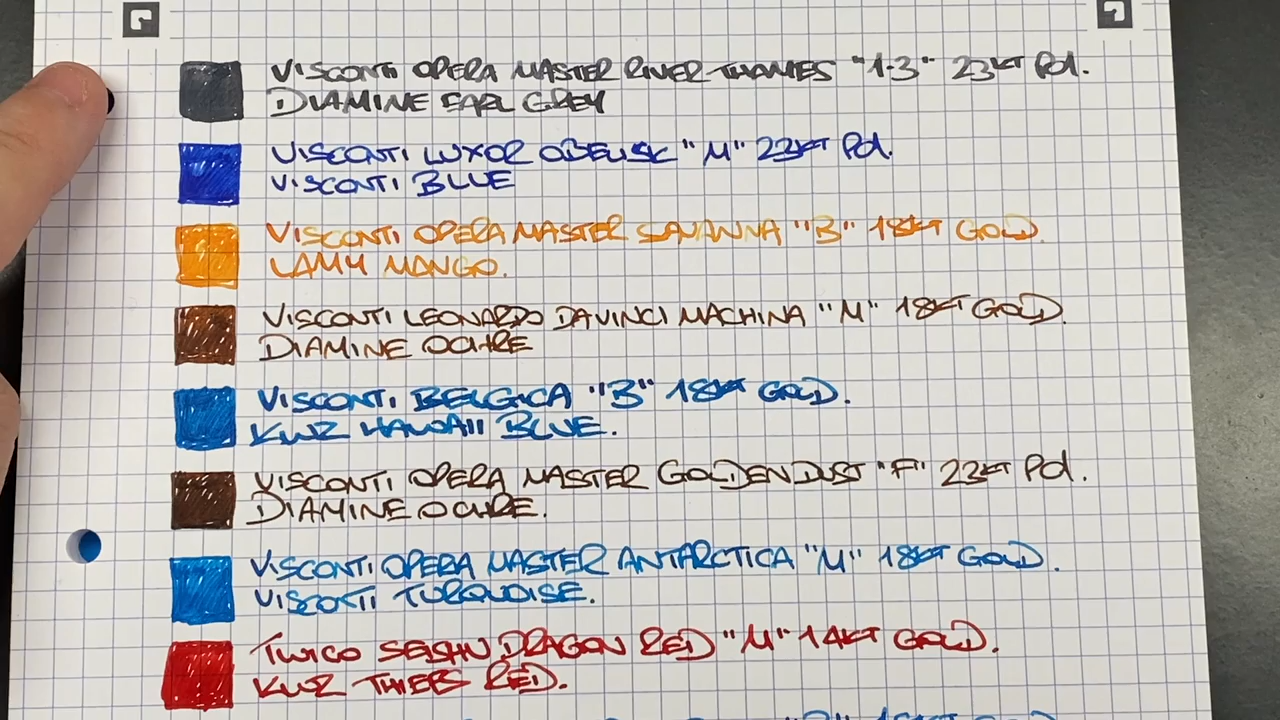 VISCONTI OPERA MASTER RIVER THAMES "1·3" 23KT Pd.
DIAMINE EARL GREY
VISCONTI LUXOR OBELISK "M" 23KT Pd.
VISCONTI BLUE
VISCONTI OPERA MASTER SAVANNA "B" 18KT GOLD.
LAMY MANGO.
VISCONTI LEONARDO DAVINCI MACHINA "M" 18KT GOLD.
DIAMINE OCHRE
VISCONTI BELGICA "B" 18KT GOLD.
KWZ HAWAII BLUE.
VISCONTI OPERA MASTER GOLDENDUST "F" 23KT Pd.
DIAMINE OCHRE.
VISCONTI OPERA MASTER ANTARCTICA "M" 18KT GOLD.
VISCONTI TURQUOISE.
DRAGON RED "M" 14KT GOLD.
KWZ THIEF'S RED.